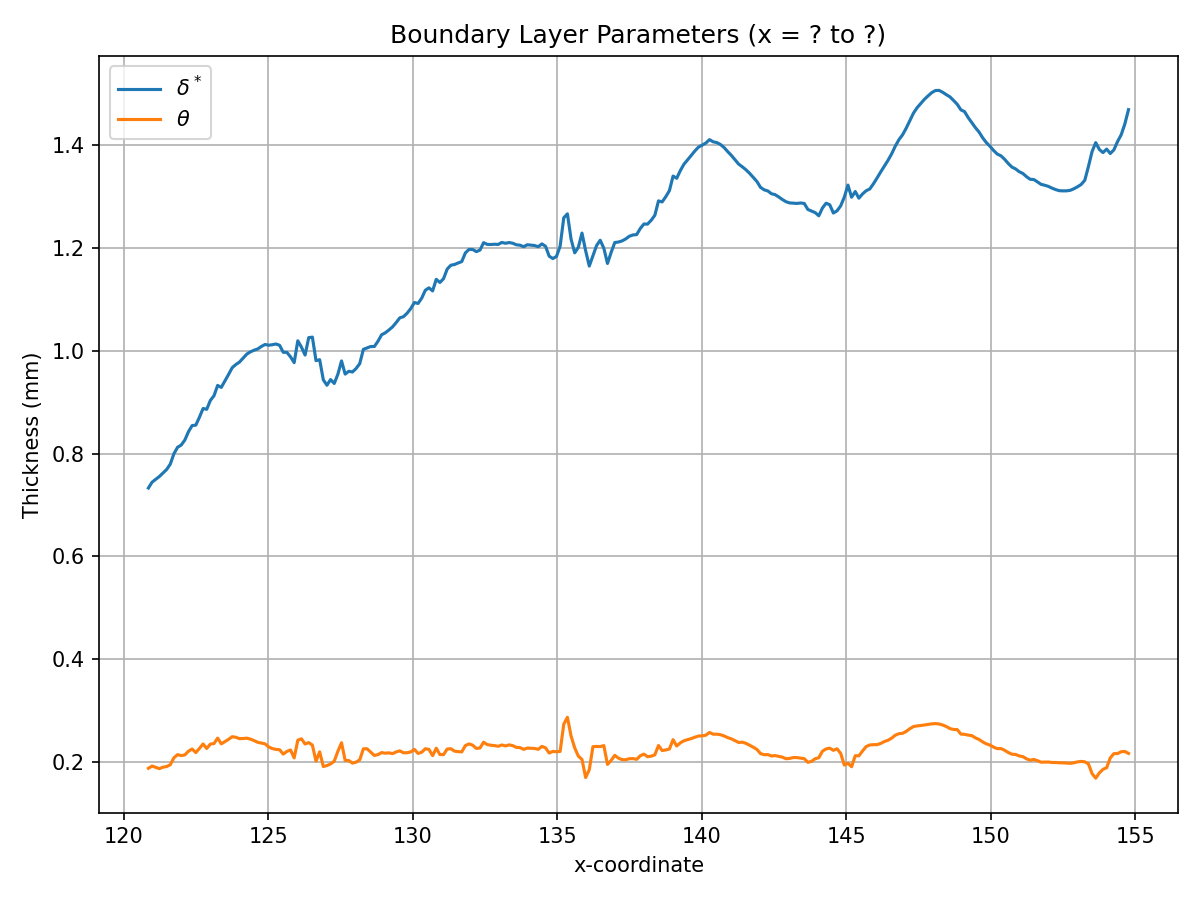 Boundary Layer Parameters (x = ? to ?)
δ*
θ
Thickness (mm)
1.4
1.2
1.0
0.8
0.6
0.4
0.2
120 125 130 135 140 145 150 155
x-coordinate